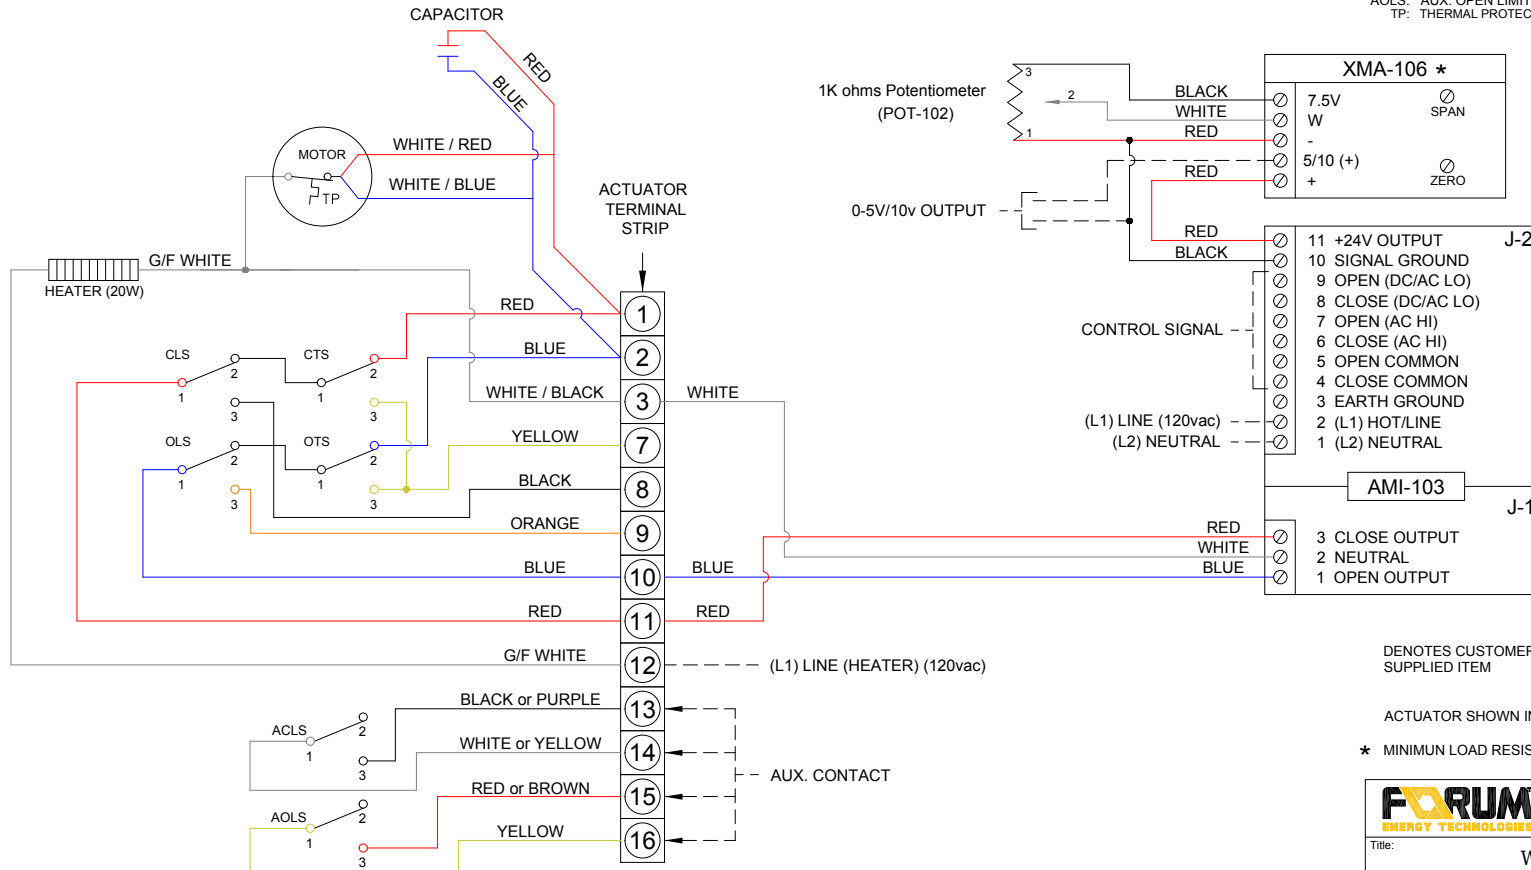 CAPACITOR
RED
BLUE
AOLS: AUX. OPEN LIMIT
TP: THERMAL PROTEC
MOTOR
TP
WHITE / RED
WHITE / BLUE
G/F WHITE
HEATER (20W)
ACTUATOR
TERMINAL
STRIP
1K ohms Potentiometer
(POT-102)
3
2
1
BLACK
WHITE
RED
RED
0-5V/10v OUTPUT
XMA-106 *
7.5V
W
-
5/10 (+)
+
SPAN
ZERO
RED
BLACK
J-2
11 +24V OUTPUT
10 SIGNAL GROUND
9 OPEN (DC/AC LO)
8 CLOSE (DC/AC LO)
7 OPEN (AC HI)
6 CLOSE (AC HI)
5 OPEN COMMON
4 CLOSE COMMON
3 EARTH GROUND
2 (L1) HOT/LINE
1 (L2) NEUTRAL
CONTROL SIGNAL
(L1) LINE (120vac)
(L2) NEUTRAL
AMI-103
J-1
3 CLOSE OUTPUT
2 NEUTRAL
1 OPEN OUTPUT
RED
WHITE
BLUE
RED
1
BLUE
2
WHITE / BLACK
3
WHITE
YELLOW
7
BLACK
8
ORANGE
9
BLUE
10
BLUE
RED
11
RED
G/F WHITE
12
(L1) LINE (HEATER) (120vac)
BLACK or PURPLE
13
WHITE or YELLOW
14
RED or BROWN
15
YELLOW
16
AUX. CONTACT
CLS
1
2
3
CTS
1
2
3
OLS
1
2
3
OTS
1
2
3
ACLS
1
2
3
AOLS
1
2
3
DENOTES CUSTOMER
SUPPLIED ITEM
ACTUATOR SHOWN IN
* MINIMUN LOAD RESIS
FORUM
ENERGY TECHNOLOGIES
Title: